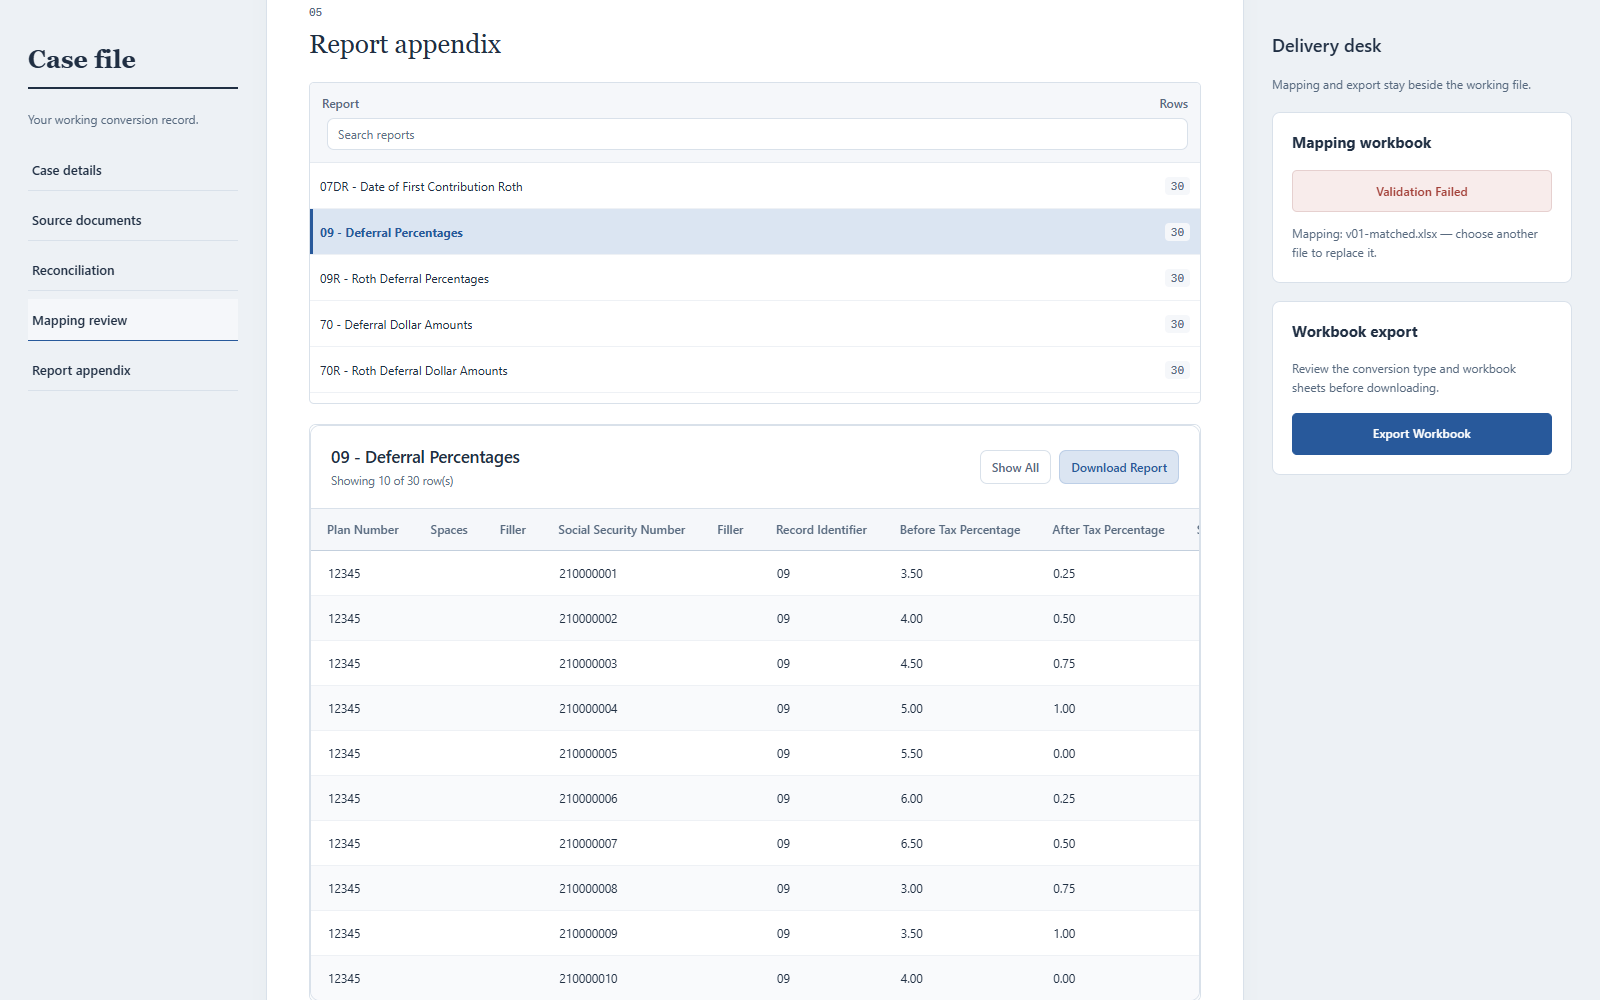 Case file
Your working conversion record.
Case details
Source documents
Reconciliation
Mapping review
Report appendix
05
Report appendix
Report Rows
Search reports
07DR - Date of First Contribution Roth 30
09 - Deferral Percentages 30
09R - Roth Deferral Percentages 30
70 - Deferral Dollar Amounts 30
70R - Roth Deferral Dollar Amounts 30
09 - Deferral Percentages
Showing 10 of 30 row(s)
Show All
Download Report
Plan Number Spaces Filler Social Security Number Filler Record Identifier Before Tax Percentage After Tax Percentage
12345 210000001 09 3.50 0.25
12345 210000002 09 4.00 0.50
12345 210000003 09 4.50 0.75
12345 210000004 09 5.00 1.00
12345 210000005 09 5.50 0.00
12345 210000006 09 6.00 0.25
12345 210000007 09 6.50 0.50
12345 210000008 09 3.00 0.75
12345 210000009 09 3.50 1.00
12345 210000010 09 4.00 0.00
Delivery desk
Mapping and export stay beside the working file.
Mapping workbook
Validation Failed
Mapping: v01-matched.xlsx — choose another
file to replace it.
Workbook export
Review the conversion type and workbook
sheets before downloading.
Export Workbook